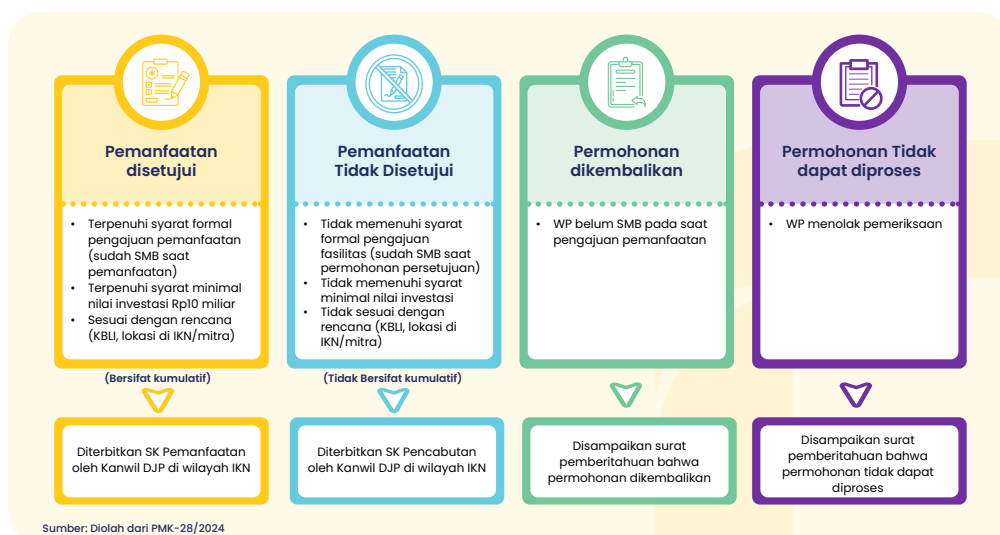 Pemanfaatan
disetujui
• Terpenuhi syarat formal
pengajuan pemanfaatan
(sudah SMB saat
pemanfaatan)
• Terpenuhi syarat minimal
nilai investasi Rp10 miliar
• Sesuai dengan rencana
(KBLI, lokasi di IKN/mitra)
(Bersifat kumulatif)
Diterbitkan SK Pemanfaatan
oleh Kanwil DJP di wilayah IKN
Pemanfaatan
Tidak Disetujui
• Tidak memenuhi syarat
formal pengajuan
fasilitas (sudah SMB saat
permohonan persetujuan)
• Tidak memenuhi syarat
minimal nilai investasi
• Tidak sesuai dengan
rencana (KBLI, lokasi di
IKN/mitra)
(Tidak Bersifat kumulatif)
Diterbitkan SK Pencabutan
oleh Kanwil DJP di wilayah IKN
Permohonan
dikembalikan
• WP belum SMB pada saat
pengajuan pemanfaatan
Disampaikan surat
pemberitahuan bahwa
permohonan dikembalikan
Permohonan Tidak
dapat diproses
• WP menolak pemeriksaan
Disampaikan surat
pemberitahuan bahwa
permohonan tidak dapat
diproses
Sumber: Diolah dari PMK-28/2024